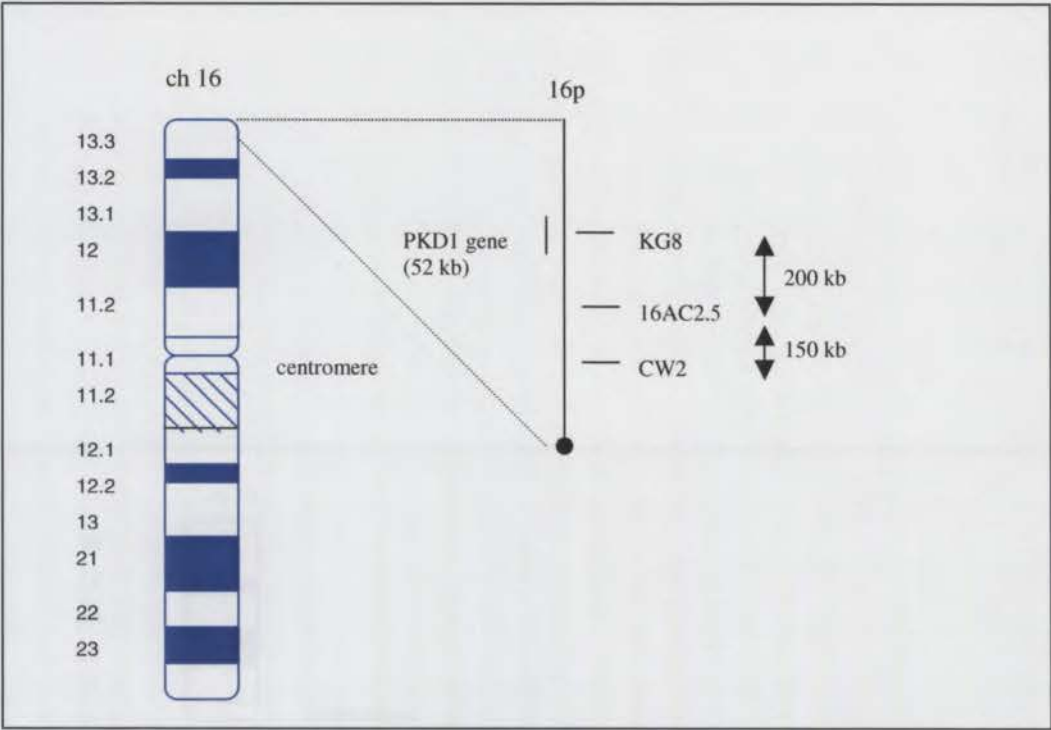 ch 16
16p
13.3
13.2
13.1
12
11.2
11.1
11.2
12.1
12.2
13
21
22
23
centromere
PKD1 gene
(52 kb)
KG8
16AC2.5
CW2
200 kb
150 kb